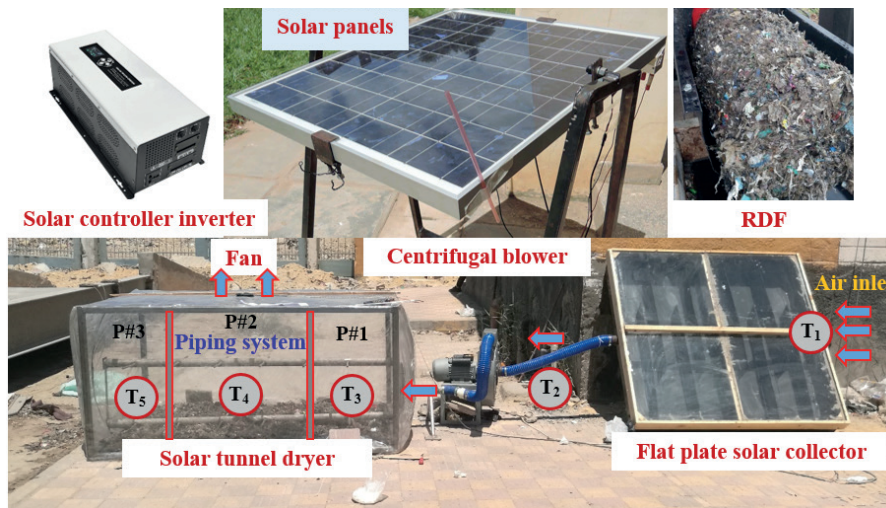 Solar panels
Solar controller inverter
RDF
Fan
Centrifugal blower
Air inle
P#3
P#2
P#1
Piping system
T1
T2
T3
T4
T5
Solar tunnel dryer
Flat plate solar collector